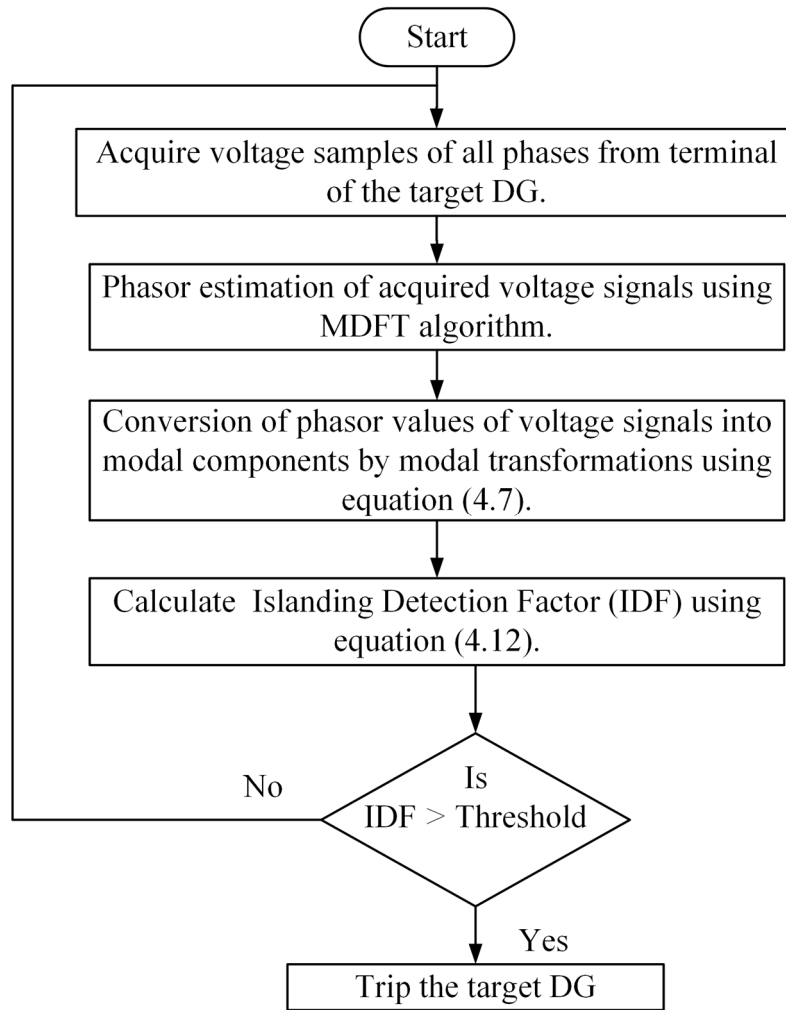 Start
Acquire voltage samples of all phases from terminal
of the target DG.
Phasor estimation of acquired voltage signals using
MDFT algorithm.
Conversion of phasor values of voltage signals into
modal components by modal transformations using
equation (4.7).
Calculate Islanding Detection Factor (IDF) using
equation (4.12).
Is
IDF > Threshold
No
Yes
Trip the target DG